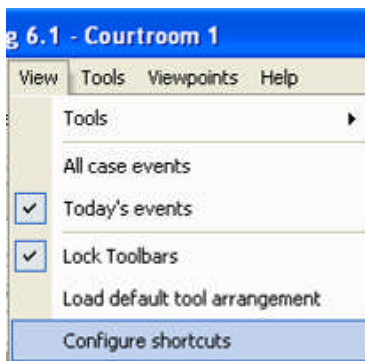 g 6.1 - Courtroom 1
View Tools Viewpoints Help
Tools
All case events
Today's events
Lock Toolbars
Load default tool arrangement
Configure shortcuts